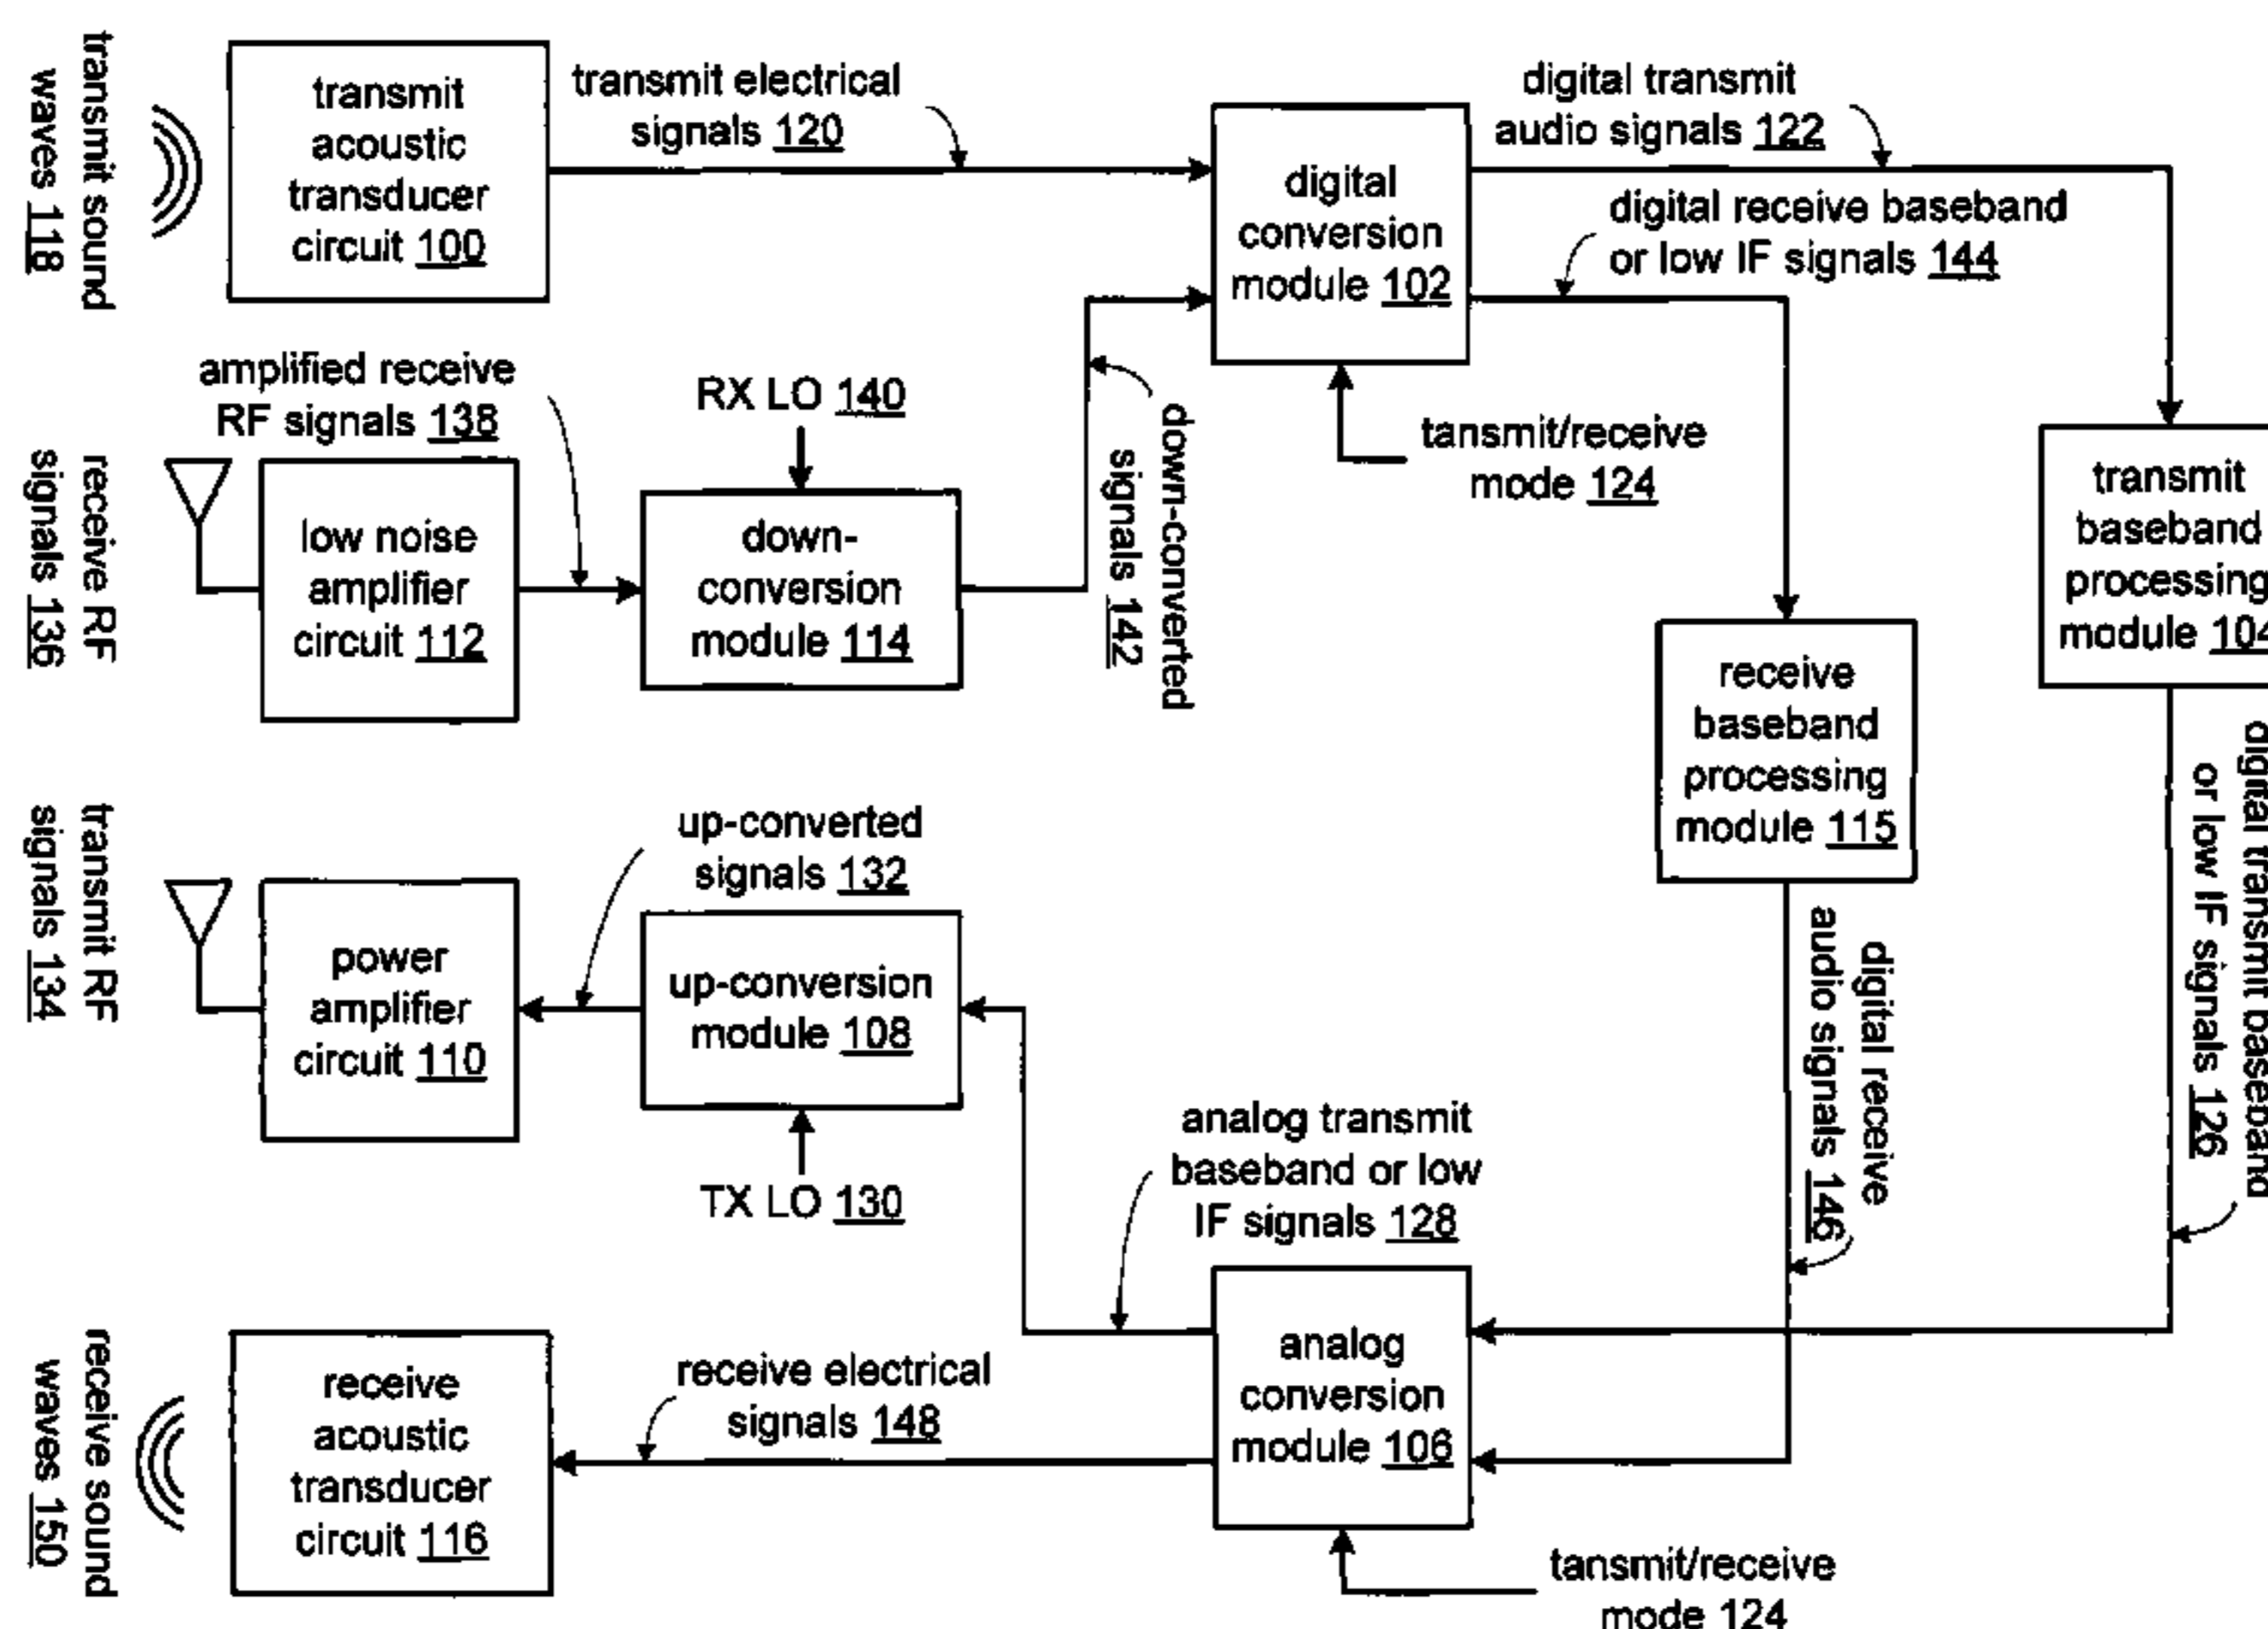 transmit sound
waves 118
transmit
acoustic
transducer
circuit 100
transmit electrical
signals 120
digital
conversion
module 102
digital transmit
audio signals 122
digital receive baseband
or low IF signals 144
amplified receive
RF signals 138
RX LO 140
down-converted
signals 142
tansmit/receive
mode 124
transmit
baseband
processing
module 104
receive RF
signals 136
low noise
amplifier
circuit 112
down-
conversion
module 114
receive
baseband
processing
module 115
digital transmit baseband
or low IF signals 126
transmit RF
signals 134
up-converted
signals 132
power
amplifier
circuit 110
up-conversion
module 108
TX LO 130
digital receive
audio signals 146
analog transmit
baseband or low
IF signals 128
receive sound
waves 150
receive
acoustic
transducer
circuit 116
receive electrical
signals 148
analog
conversion
module 106
tansmit/receive
mode 124